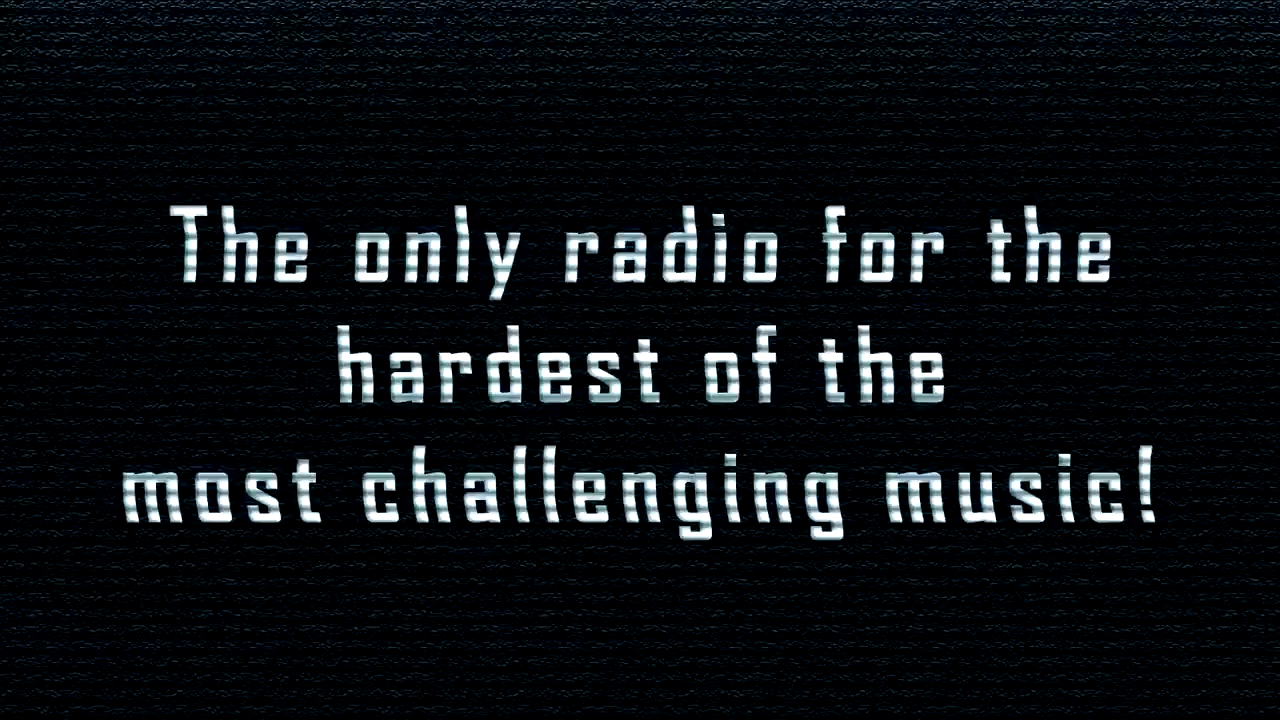 The only radio for the
hardest of the
most challenging music!